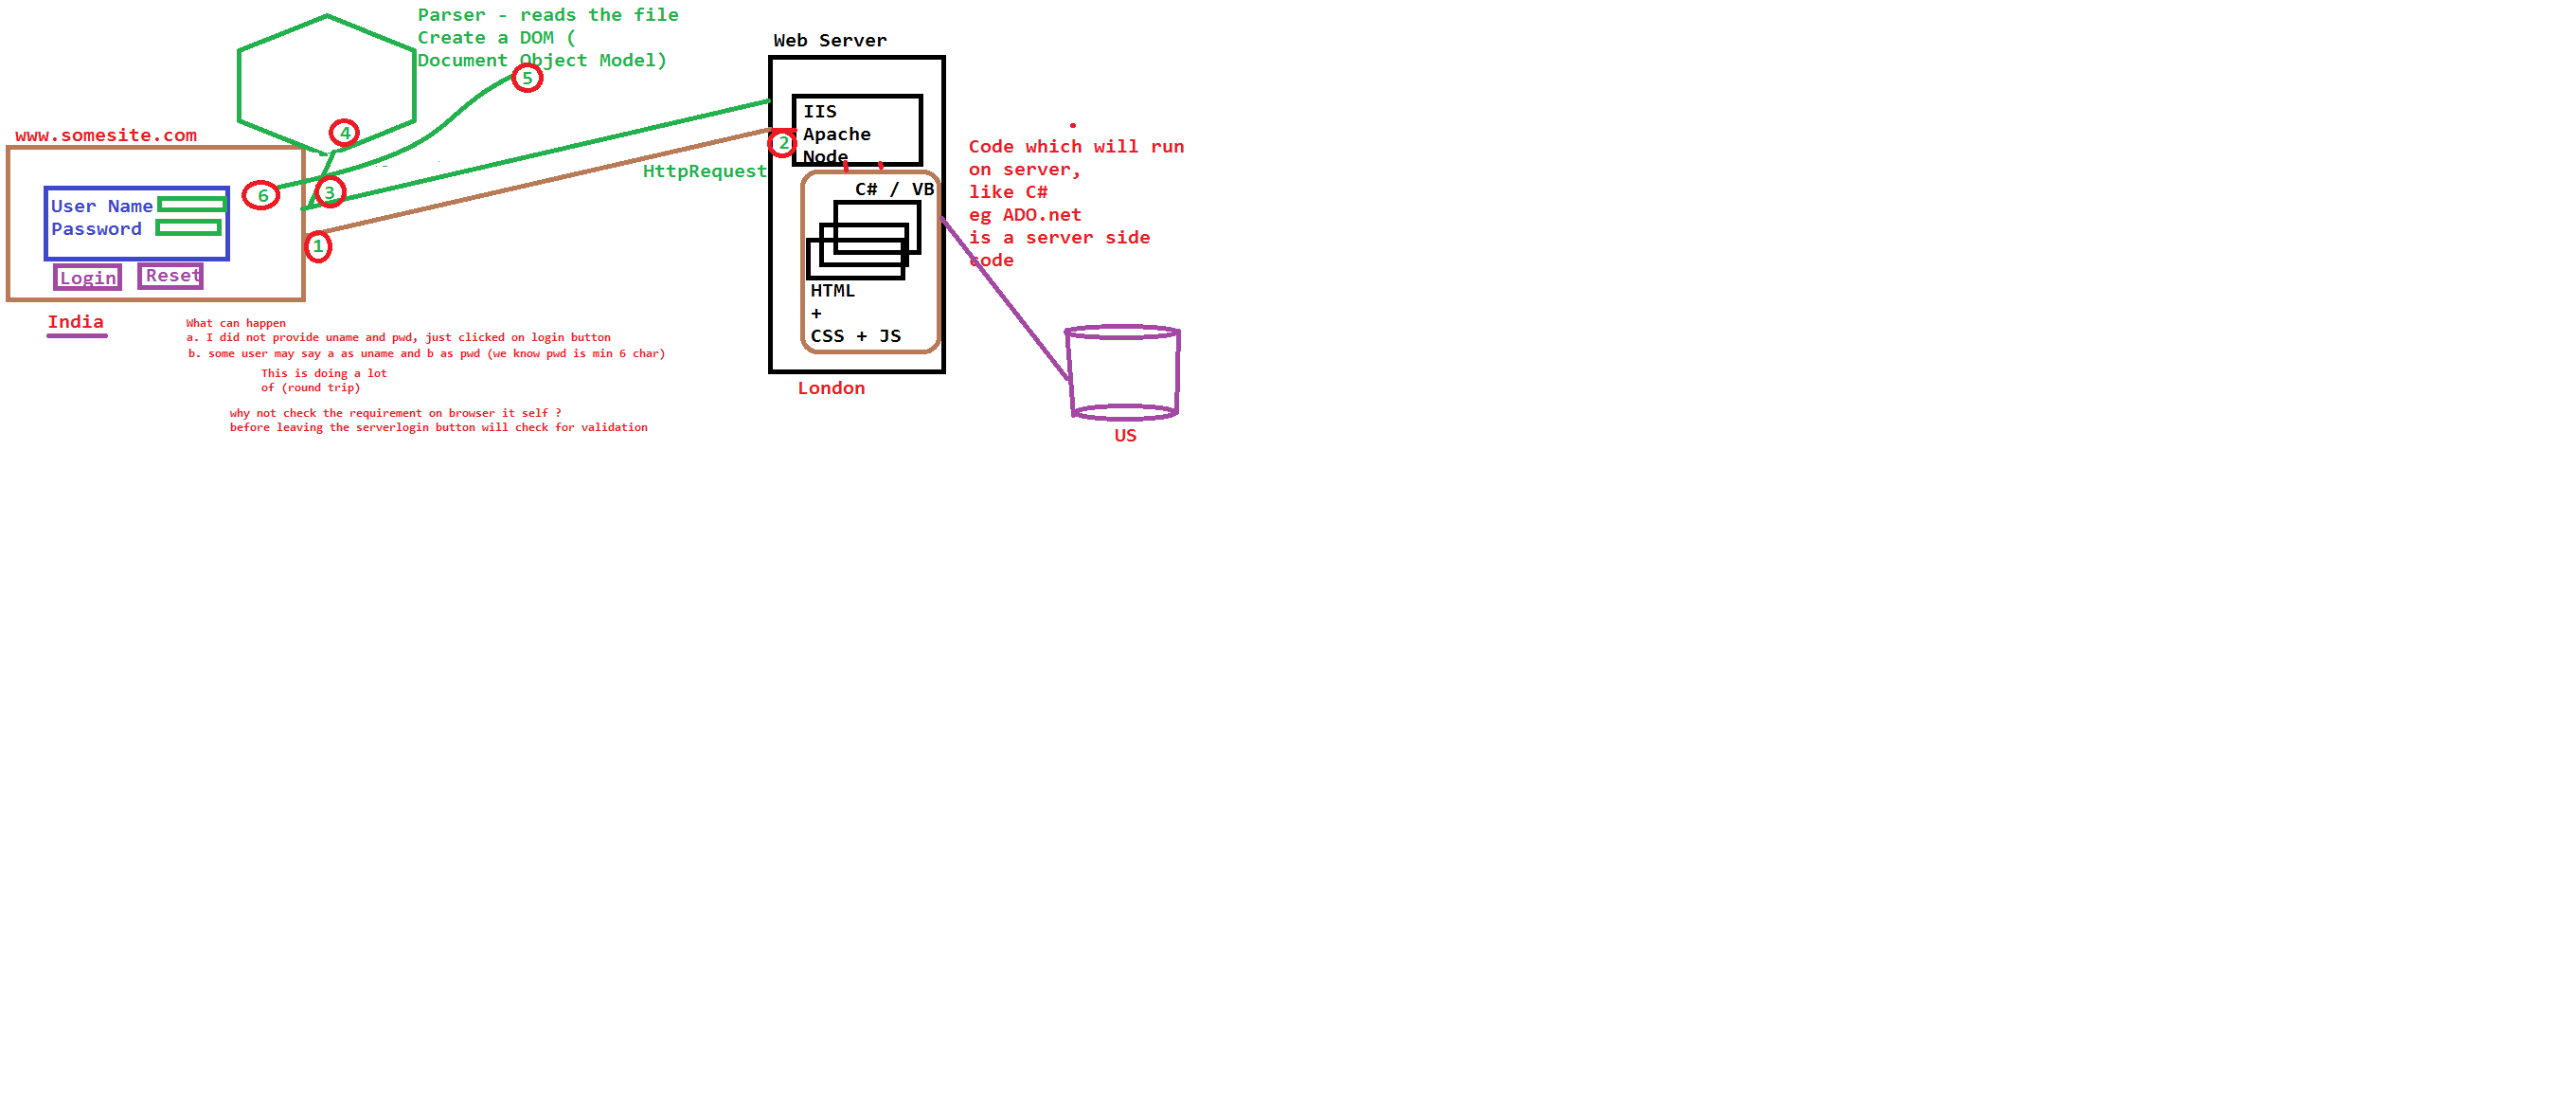 Parser - reads the file
Create a DOM (
Document Object Model)
5
4
www.somesite.com
6
3
User Name
Password
1
Login
Reset
India
HttpRequest
Web Server
IIS
Apache
Node
2
C# / VB
HTML
+
CSS + JS
London
Code which will run
on server,
like C#
eg ADO.net
is a server side
code
US
What can happen
a. I did not provide uname and pwd, just clicked on login button
b. some user may say a as uname and b as pwd (we know pwd is min 6 char)
This is doing a lot
of (round trip)
why not check the requirement on browser it self ?
before leaving the serverlogin button will check for validation